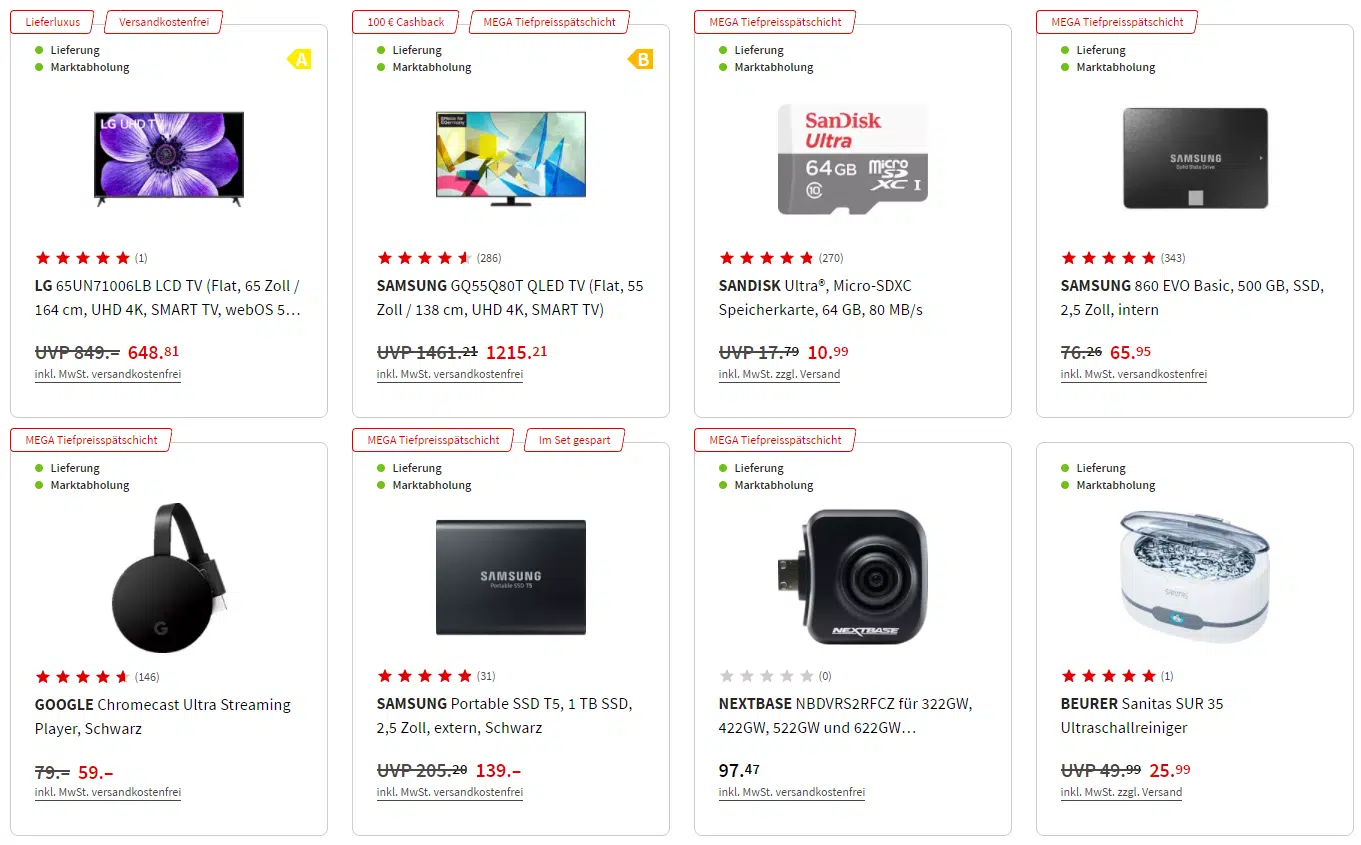 Lieferluxus
Versandkostenfrei
Lieferung
Marktabholung
A
LG UHD TV
(1)
LG 65UN71006LB LCD TV (Flat, 65 Zoll /
164 cm, UHD 4K, SMART TV, webOS 5…
UVP 849.– 648.81
inkl. MwSt. versandkostenfrei
100 € Cashback
MEGA Tiefpreisspätschicht
Lieferung
Marktabholung
B
(286)
SAMSUNG GQ55Q80T QLED TV (Flat, 55
Zoll / 138 cm, UHD 4K, SMART TV)
UVP 1461.21 1215.21
inkl. MwSt. versandkostenfrei
MEGA Tiefpreisspätschicht
Lieferung
Marktabholung
SanDisk
Ultra
64GB
micro
SD
XC I
10
(270)
SANDISK Ultra®, Micro-SDXC
Speicherkarte, 64 GB, 80 MB/s
UVP 17.79 10.99
inkl. MwSt. zzgl. Versand
MEGA Tiefpreisspätschicht
Lieferung
Marktabholung
SAMSUNG
Solid State Drive
(343)
SAMSUNG 860 EVO Basic, 500 GB, SSD,
2,5 Zoll, intern
76.26 65.95
inkl. MwSt. versandkostenfrei
MEGA Tiefpreisspätschicht
Lieferung
Marktabholung
G
(146)
GOOGLE Chromecast Ultra Streaming
Player, Schwarz
79.– 59.–
inkl. MwSt. versandkostenfrei
MEGA Tiefpreisspätschicht
Im Set gespart
Lieferung
Marktabholung
SAMSUNG
Portable SSD T5
(31)
SAMSUNG Portable SSD T5, 1 TB SSD,
2,5 Zoll, extern, Schwarz
UVP 205.20 139.–
inkl. MwSt. versandkostenfrei
MEGA Tiefpreisspätschicht
Lieferung
Marktabholung
NEXTBASE
(0)
NEXTBASE NBDVRS2RFCZ für 322GW,
422GW, 522GW und 622GW…
97.47
inkl. MwSt. versandkostenfrei
Lieferung
Marktabholung
(1)
BEURER Sanitas SUR 35
Ultraschallreiniger
UVP 49.99 25.99
inkl. MwSt. zzgl. Versand